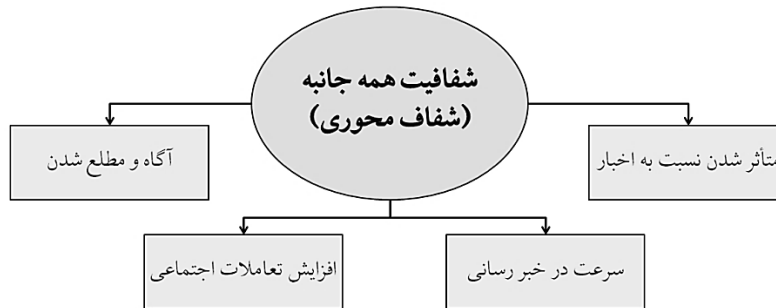 شفافیت همه جانبه
(شفاف محوری)
متأثر شدن نسبت به اخبار
آگاه و مطلع شدن
سرعت در خبر رسانی
افزایش تعاملات اجتماعی